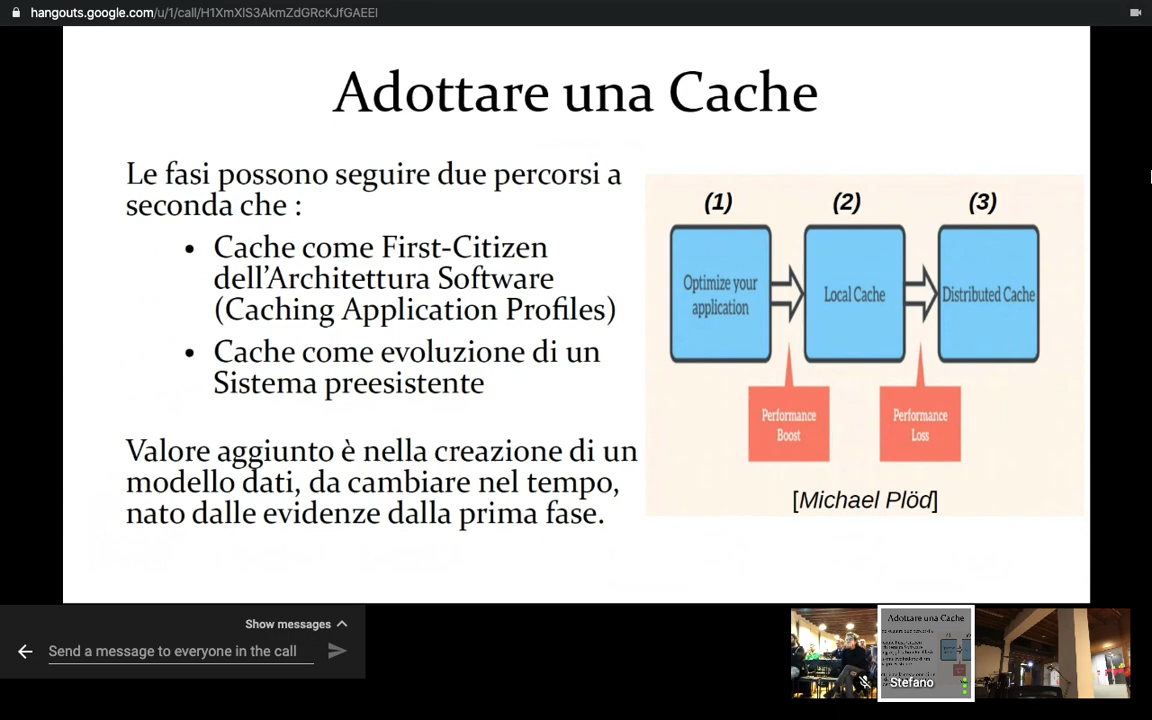 hangouts.google.com/u/1/call/H1XmXlS3AkmZdGRcKJfGAEEI
Adottare una Cache
Le fasi possono seguire due percorsi a
seconda che :
• Cache come First-Citizen
dell'Architettura Software
(Caching Application Profiles)
• Cache come evoluzione di un
Sistema preesistente
Valore aggiunto è nella creazione di un
modello dati, da cambiare nel tempo,
nato dalle evidenze dalla prima fase.
(1) (2) (3)
Optimize your
application
Local Cache
Distributed Cache
Performance
Boost
Performance
Loss
[Michael Plöd]
Show messages
Send a message to everyone in the call
Adottare una Cache
Stefano